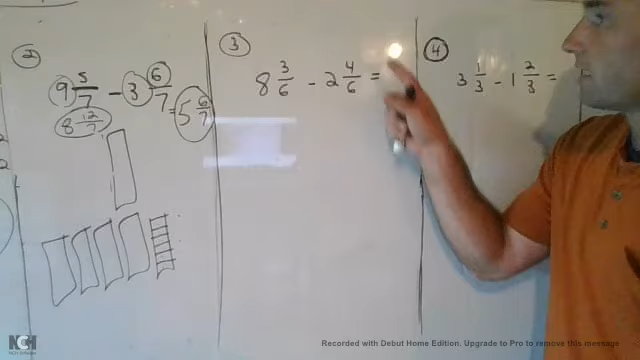 ②
9 5/7 - 3 6/7
= 5 6/7
8 12/7
③
8 3/6 - 2 4/6 =
④
3 1/3 - 1 2/3 =
NCH
Recorded with Debut Home Edition. Upgrade to Pro to remove this message